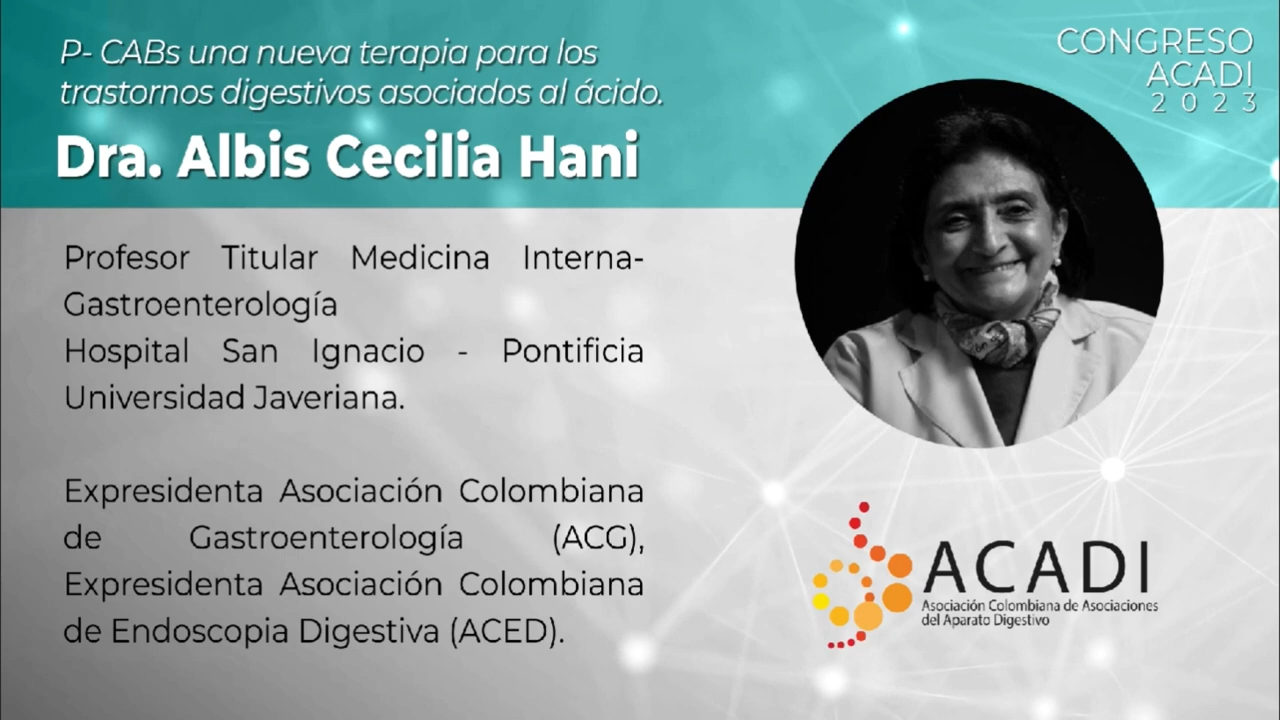 P- CABs una nueva terapia para los
trastornos digestivos asociados al ácido.
Dra. Albis Cecilia Hani
CONGRESO
ACADI
2023
Profesor Titular Medicina Interna-
Gastroenterología
Hospital San Ignacio - Pontificia
Universidad Javeriana.
Expresidenta Asociación Colombiana
de Gastroenterología (ACG),
Expresidenta Asociación Colombiana
de Endoscopia Digestiva (ACED).
ACADI
Asociación Colombiana de Asociaciones
del Aparato Digestivo